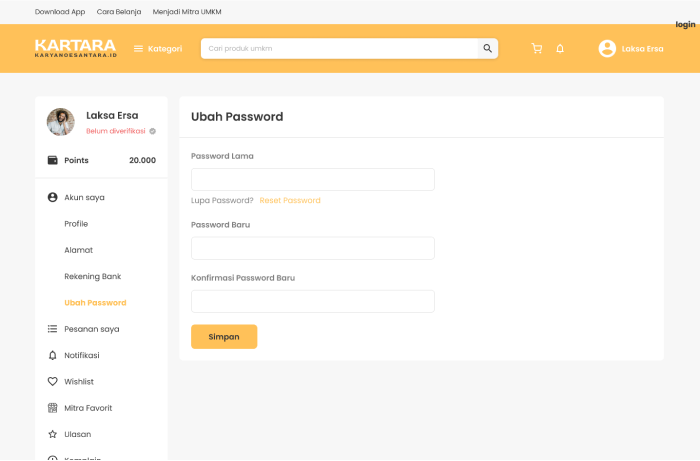 Download App Cara Belanja Menjadi Mitra UMKM
login
KARTARA
KARYANOESANTARA.ID
Kategori
Cari produk umkm
Laksa Ersa
Laksa Ersa
Belum diverifikasi
Points 20.000
Akun saya
Profile
Alamat
Rekening Bank
Ubah Password
Pesanan saya
Notifikasi
Wishlist
Mitra Favorit
Ulasan
Komplain
Ubah Password
Password Lama
Lupa Password? Reset Password
Password Baru
Konfirmasi Password Baru
Simpan